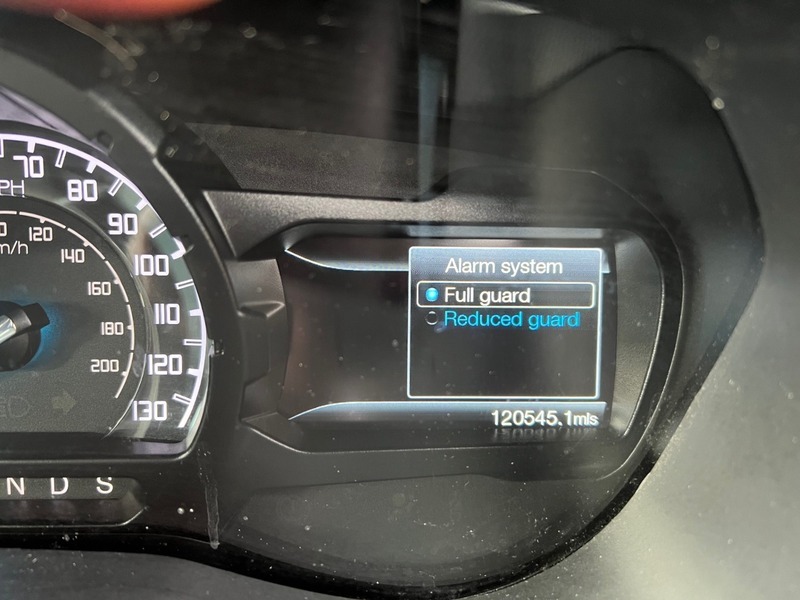 70
80
90
100
110
120
130
120
140
160
180
200
Alarm system
Full guard
Reduced guard
120545.1mls
N D S